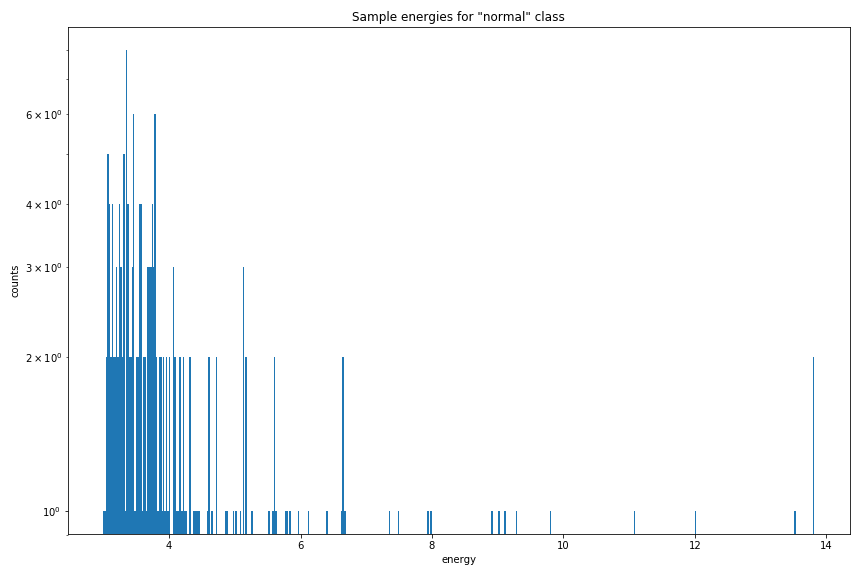 Sample energies for "normal" class
6 × 10⁰
4 × 10⁰
3 × 10⁰
2 × 10⁰
10⁰
counts
4 6 8 10 12 14
energy